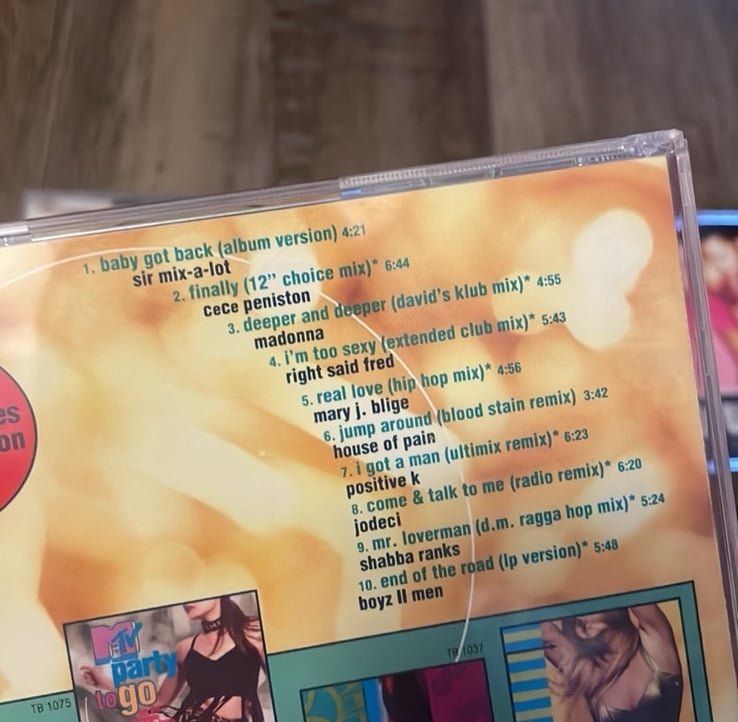 1. baby got back (album version) 4:21
sir mix-a-lot
2. finally (12” choice mix)* 6:44
cece peniston
3. deeper and deeper (david's klub mix)* 4:55
madonna
4. i'm too sexy (extended club mix)* 5:43
right said fred
5. real love (hip hop mix)* 4:56
mary j. blige
6. jump around (blood stain remix) 3:42
house of pain
7. i got a man (ultimix remix)* 6:23
positive k
8. come & talk to me (radio remix)* 6:20
jodeci
9. mr. loverman (d.m. ragga hop mix)* 5:24
shabba ranks
10. end of the road (lp version)* 5:48
boyz II men
es
on
MTV
party
to go
TB 1075
TB 1037